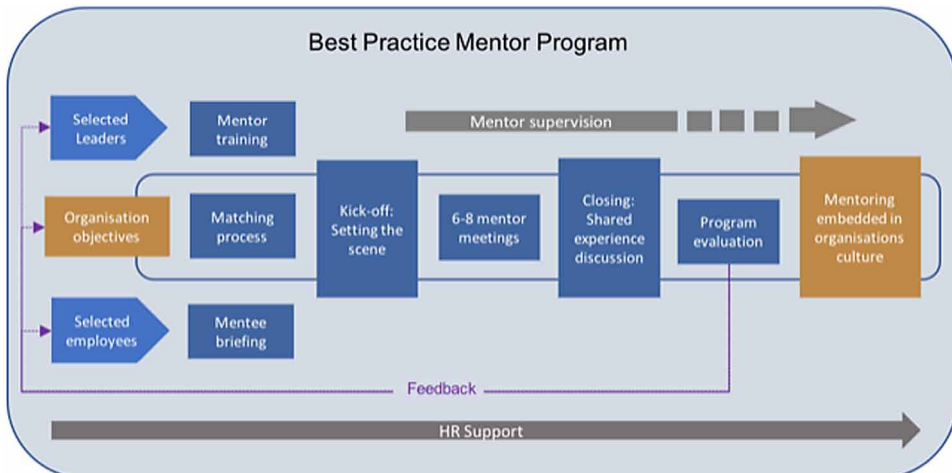 Best Practice Mentor Program
Selected
Leaders
Mentor
training
Mentor supervision
Organisation
objectives
Matching
process
Kick-off:
Setting the
scene
6-8 mentor
meetings
Closing:
Shared
experience
discussion
Program
evaluation
Mentoring
embedded in
organisations
culture
Selected
employees
Mentee
briefing
Feedback
HR Support